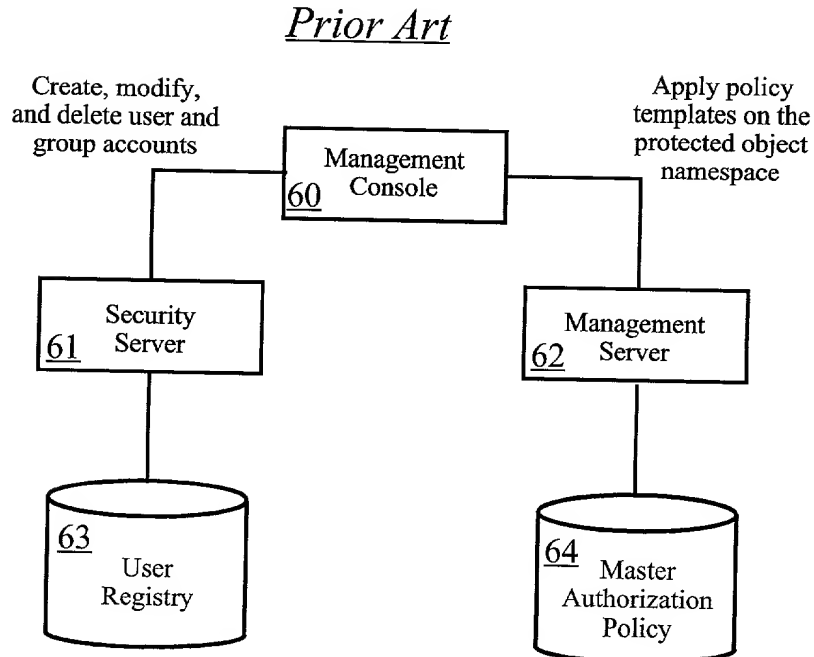 Prior Art
Create, modify,
and delete user and
group accounts
Apply policy
templates on the
protected object
namespace
Management
Console
60
Security
Server
61
Management
Server
62
63
User
Registry
64
Master
Authorization
Policy